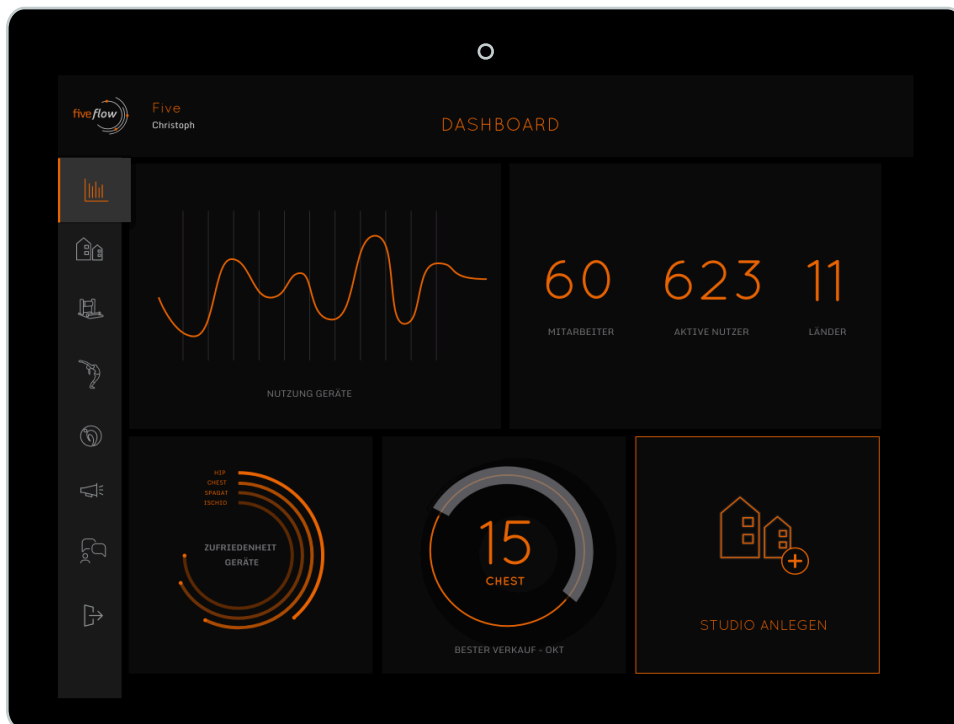 fiveflow
Five
Christoph
DASHBOARD
NUTZUNG GERÄTE
60
623
11
MITARBEITER
AKTIVE NUTZER
LÄNDER
HIP
CHEST
SPAGAT
ISCHIO
ZUFRIEDENHEIT
GERÄTE
15
CHEST
BESTER VERKAUF - OKT
STUDIO ANLEGEN